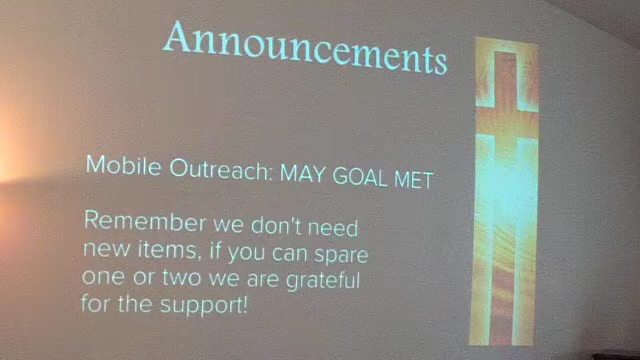 Announcements
Mobile Outreach: MAY GOAL MET
Remember we don't need
new items, if you can spare
one or two we are grateful
for the support!